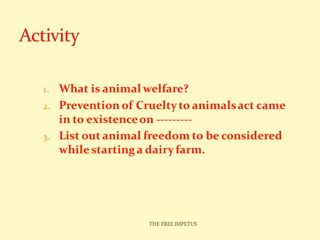 Activity
1. What is animal welfare?
2. Prevention of Cruelty to animals act came
in to existence on ---------
3. List out animal freedom to be considered
while starting a dairy farm.
THE FREE IMPETUS